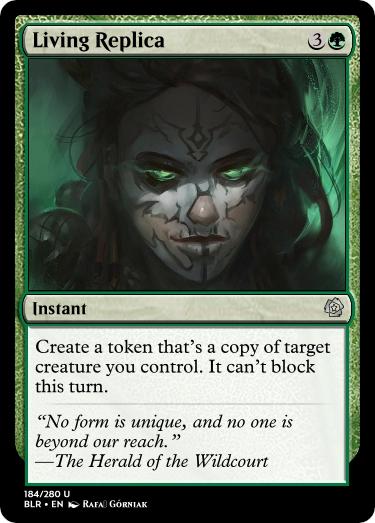 Living Replica 3
Instant
Create a token that's a copy of target
creature you control. It can't block
this turn.
“No form is unique, and no one is
beyond our reach.”
—The Herald of the Wildcourt
184/280 U
BLR • EN Rafa Górniak